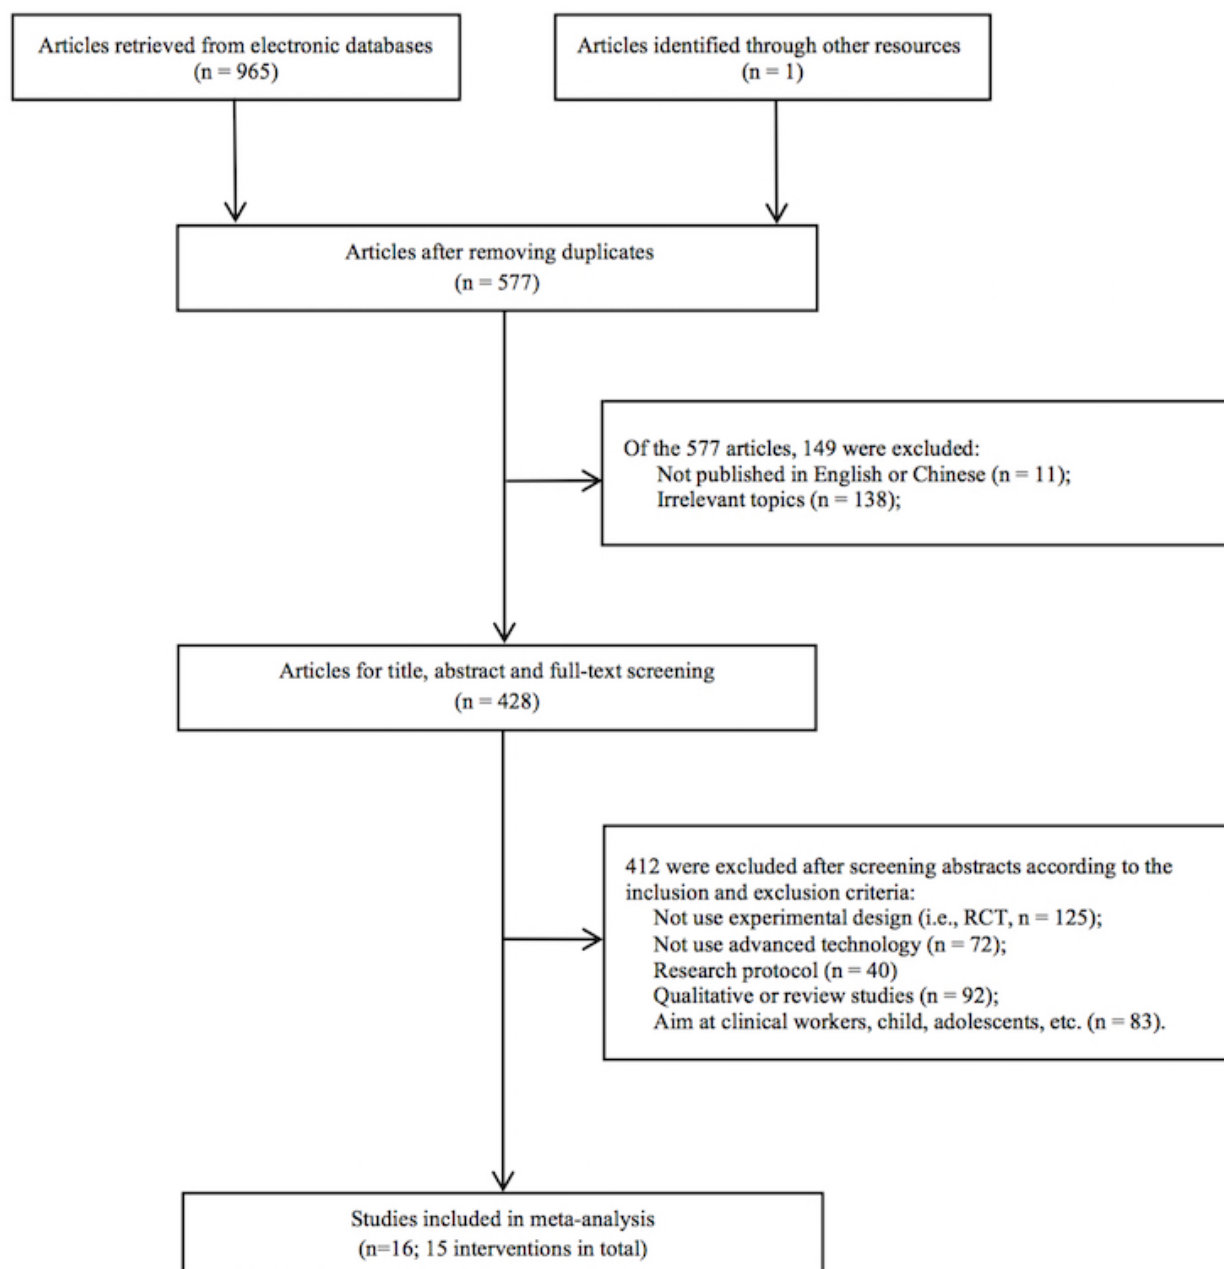 Articles retrieved from electronic databases
(n = 965)
Articles identified through other resources
(n = 1)
Articles after removing duplicates
(n = 577)
Of the 577 articles, 149 were excluded:
Not published in English or Chinese (n = 11);
Irrelevant topics (n = 138);
Articles for title, abstract and full-text screening
(n = 428)
412 were excluded after screening abstracts according to the
inclusion and exclusion criteria:
Not use experimental design (i.e., RCT, n = 125);
Not use advanced technology (n = 72);
Research protocol (n = 40)
Qualitative or review studies (n = 92);
Aim at clinical workers, child, adolescents, etc. (n = 83).
Studies included in meta-analysis
(n=16; 15 interventions in total)